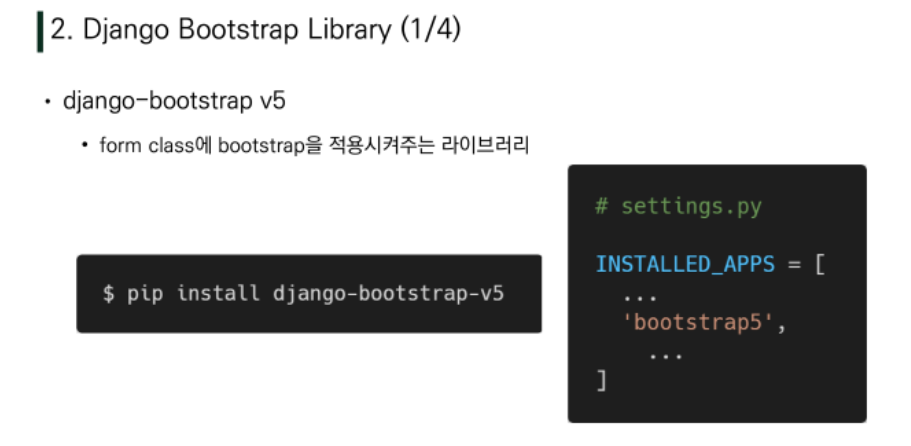 2. Django Bootstrap Library (1/4)
• django-bootstrap v5
• form class에 bootstrap을 적용시켜주는 라이브러리
$ pip install django-bootstrap-v5
# settings.py
INSTALLED_APPS = [
...
'bootstrap5',
...
]